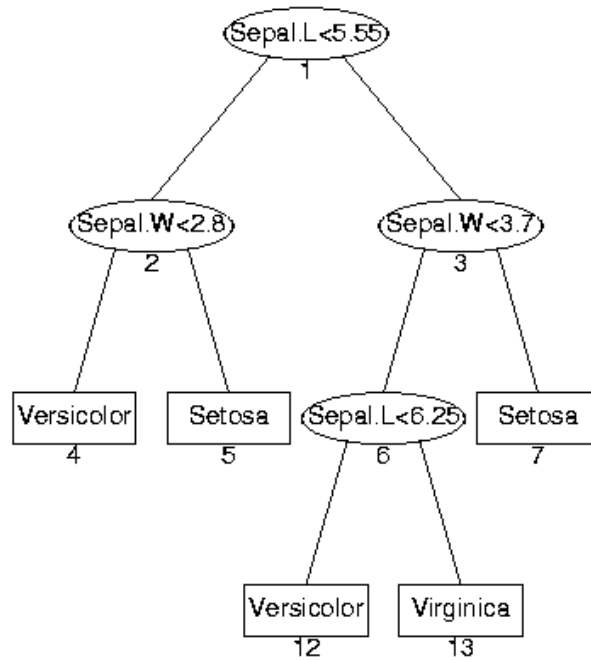 Sepal.L<5.55
1
Sepal.W<2.8
2
Sepal.W<3.7
3
Versicolor
4
Setosa
5
Sepal.L<6.25
6
Setosa
7
Versicolor
12
Virginica
13